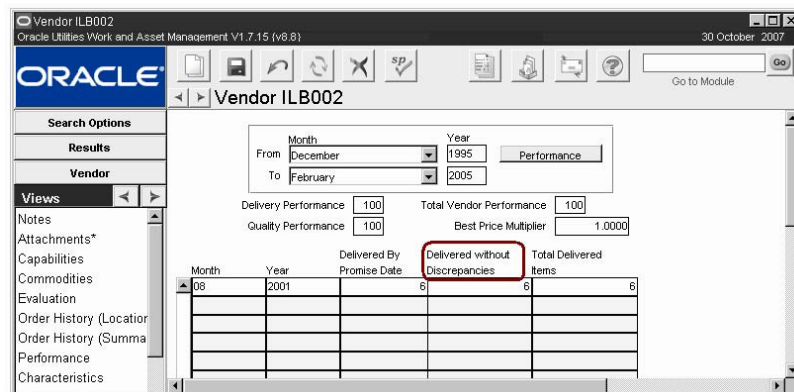 Vendor ILB002
Oracle Utilities Work and Asset Management V1.7.15 (v8.8)
30 October 2007
ORACLE
sp
Go
Go to Module
Vendor ILB002
Search Options
Results
Vendor
Views
Notes
Attachments*
Capabilities
Commodities
Evaluation
Order History (Location
Order History (Summa
Performance
Characteristics
Month Year
From December 1995 Performance
To February 2005
Delivery Performance 100 Total Vendor Performance 100
Quality Performance 100 Best Price Multiplier 1.0000
Delivered By Delivered without Total Delivered
Month Year Promise Date Discrepancies Items
08 2001 6 6 6